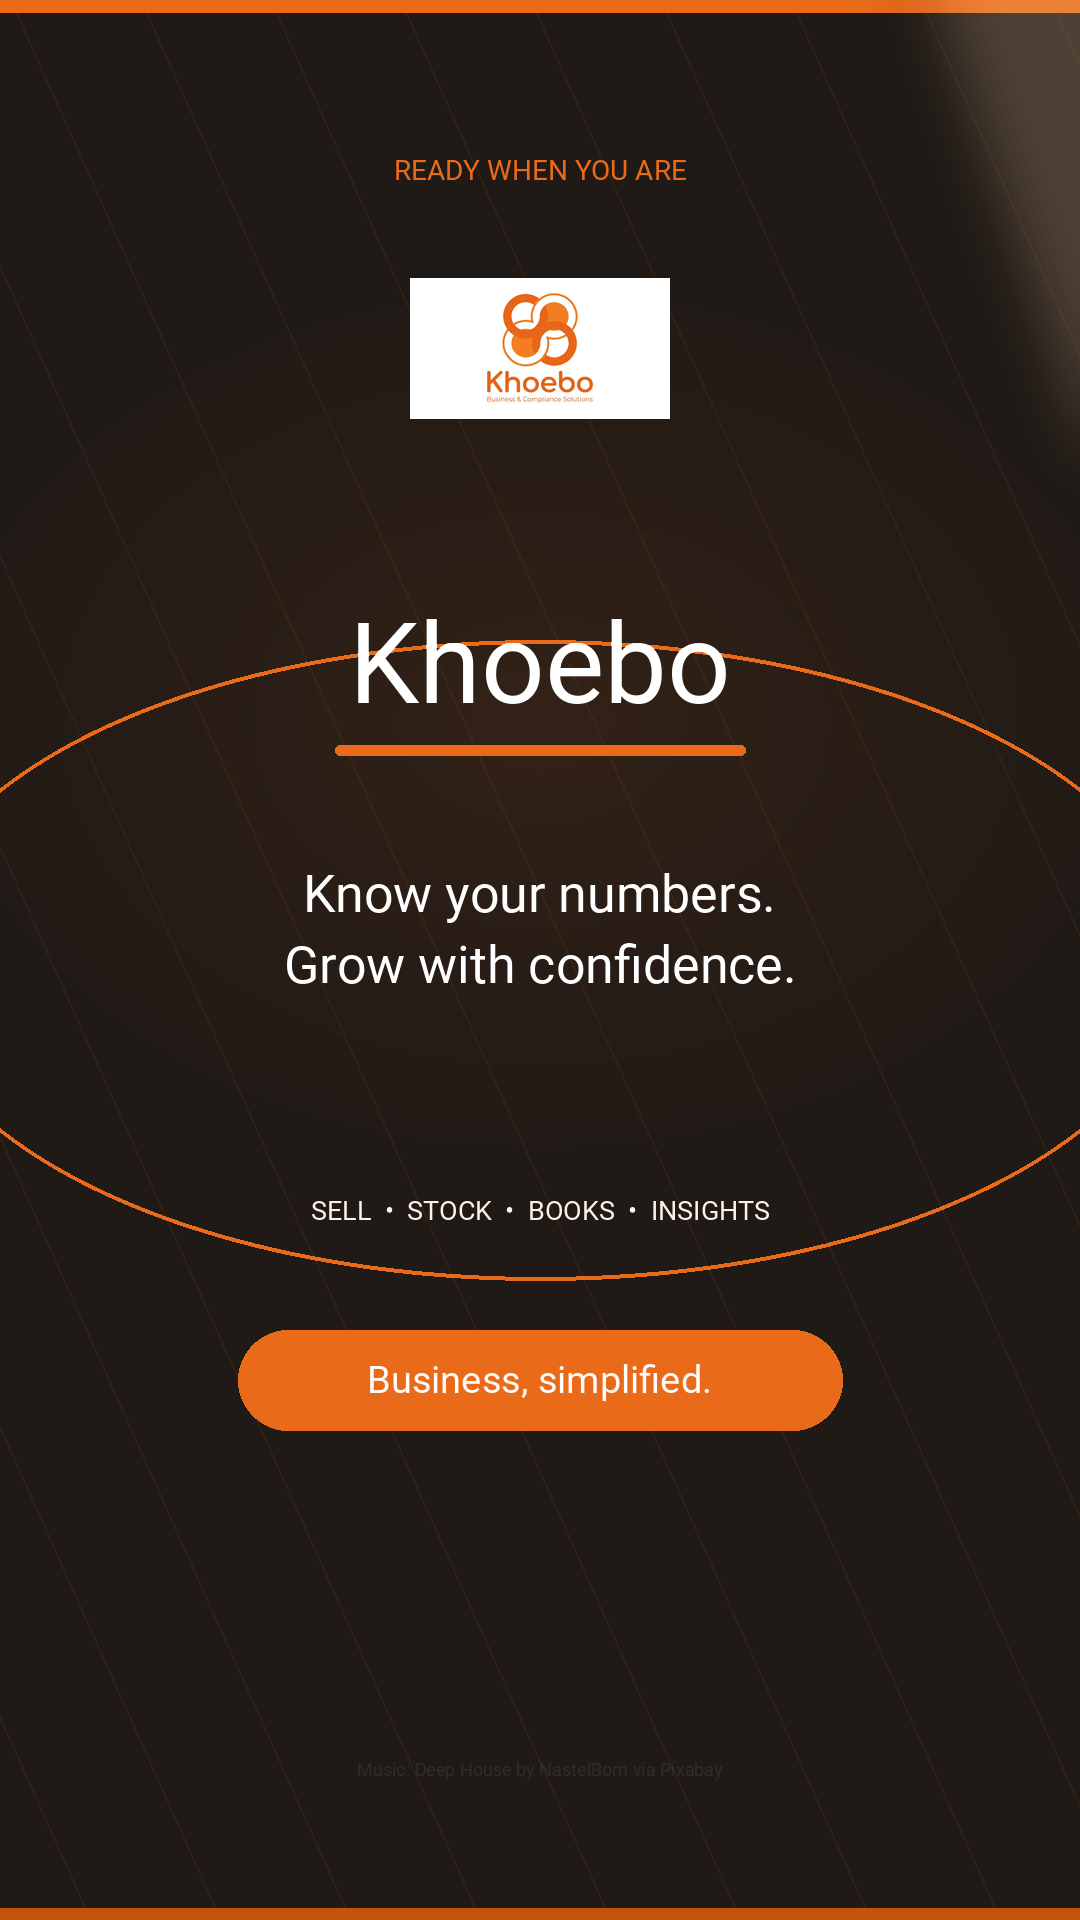 READY WHEN YOU ARE
Khoebo
Business & Compliance Solutions
Khoebo
Know your numbers.
Grow with confidence.
SELL • STOCK • BOOKS • INSIGHTS
Business, simplified.
Music: Deep House by NastelBom via Pixabay